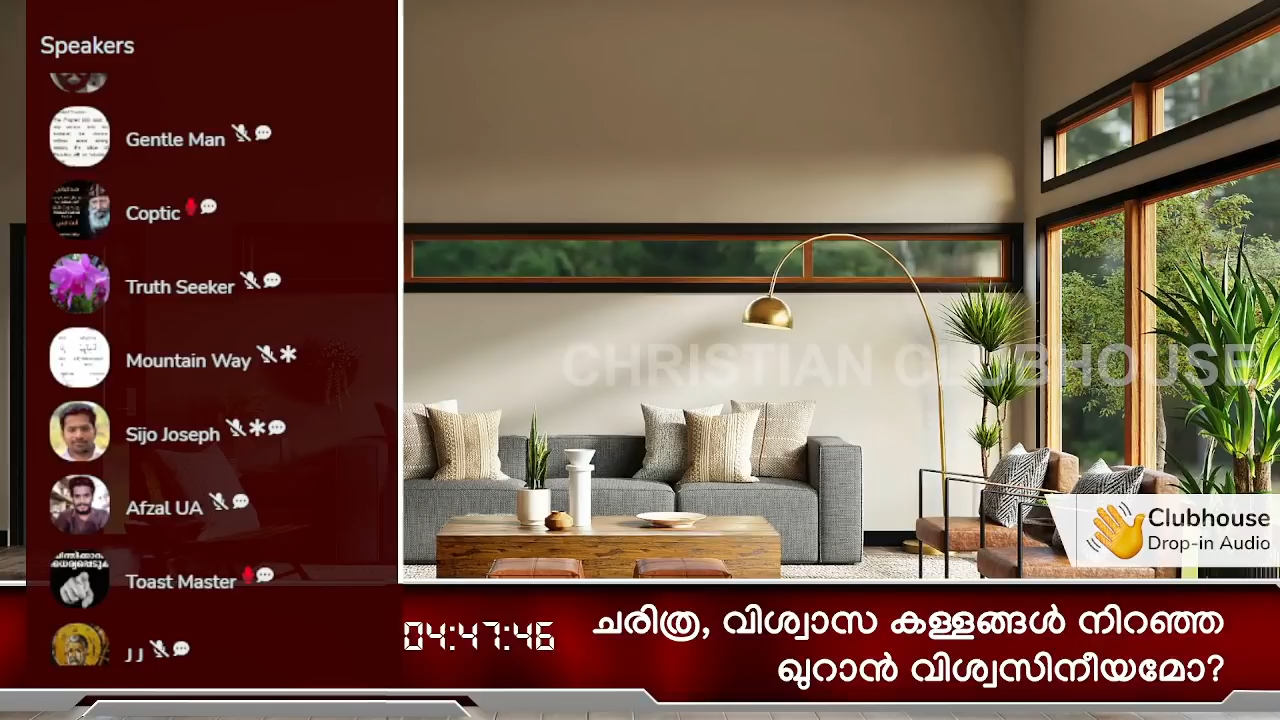 Speakers
Gentle Man
Coptic
Truth Seeker
Mountain Way
Sijo Joseph
Afzal UA
ചിന്തിക്കാൻ
ധൈര്യപ്പെടുക
Toast Master
J J
CHRISTIAN CLUBHOUSE
Clubhouse
Drop-in Audio
04:47:46
ചരിത്ര, വിശ്വാസ കള്ളങ്ങൾ നിറഞ്ഞ
ഖുറാൻ വിശ്വസിനീയമോ?